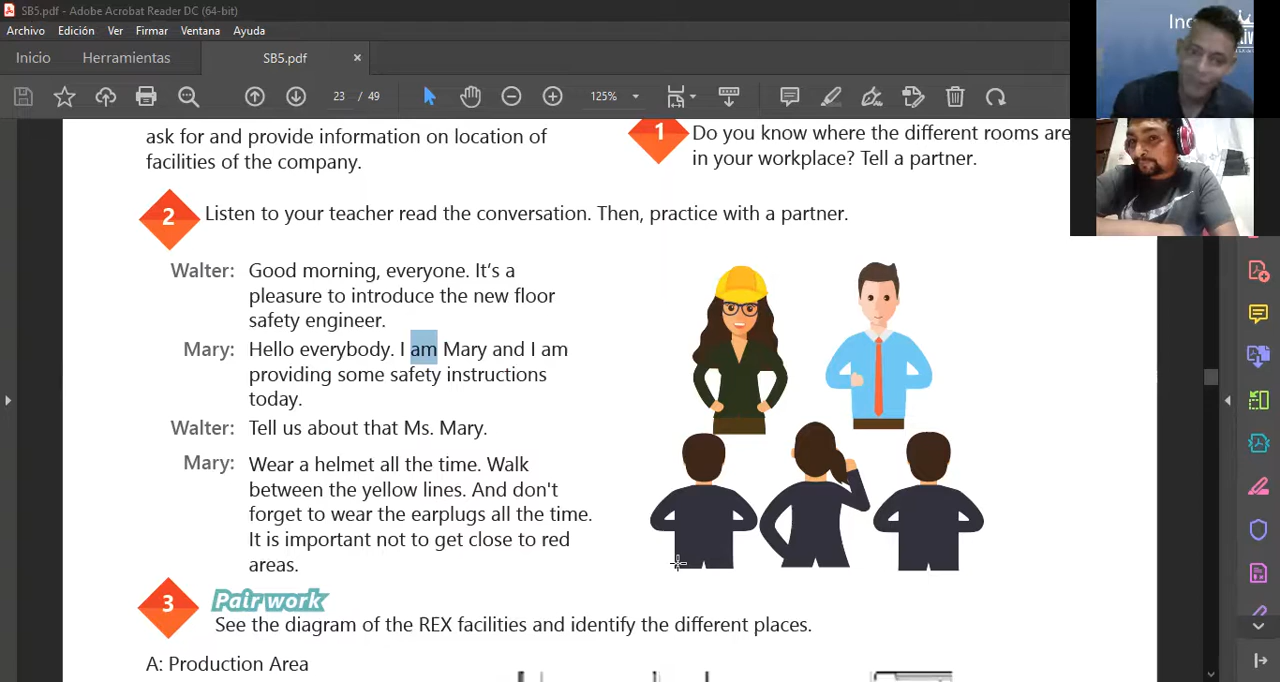 SB5.pdf - Adobe Acrobat Reader DC (64-bit)
Archivo Edición Ver Firmar Ventana Ayuda
Inicio Herramientas SB5.pdf ×
23 / 49 125%
ask for and provide information on location of
facilities of the company.
1 Do you know where the different rooms are
in your workplace? Tell a partner.
2 Listen to your teacher read the conversation. Then, practice with a partner.
Walter: Good morning, everyone. It's a
pleasure to introduce the new floor
safety engineer.
Mary: Hello everybody. I am Mary and I am
providing some safety instructions
today.
Walter: Tell us about that Ms. Mary.
Mary: Wear a helmet all the time. Walk
between the yellow lines. And don't
forget to wear the earplugs all the time.
It is important not to get close to red
areas.
3 Pair work
See the diagram of the REX facilities and identify the different places.
A: Production Area